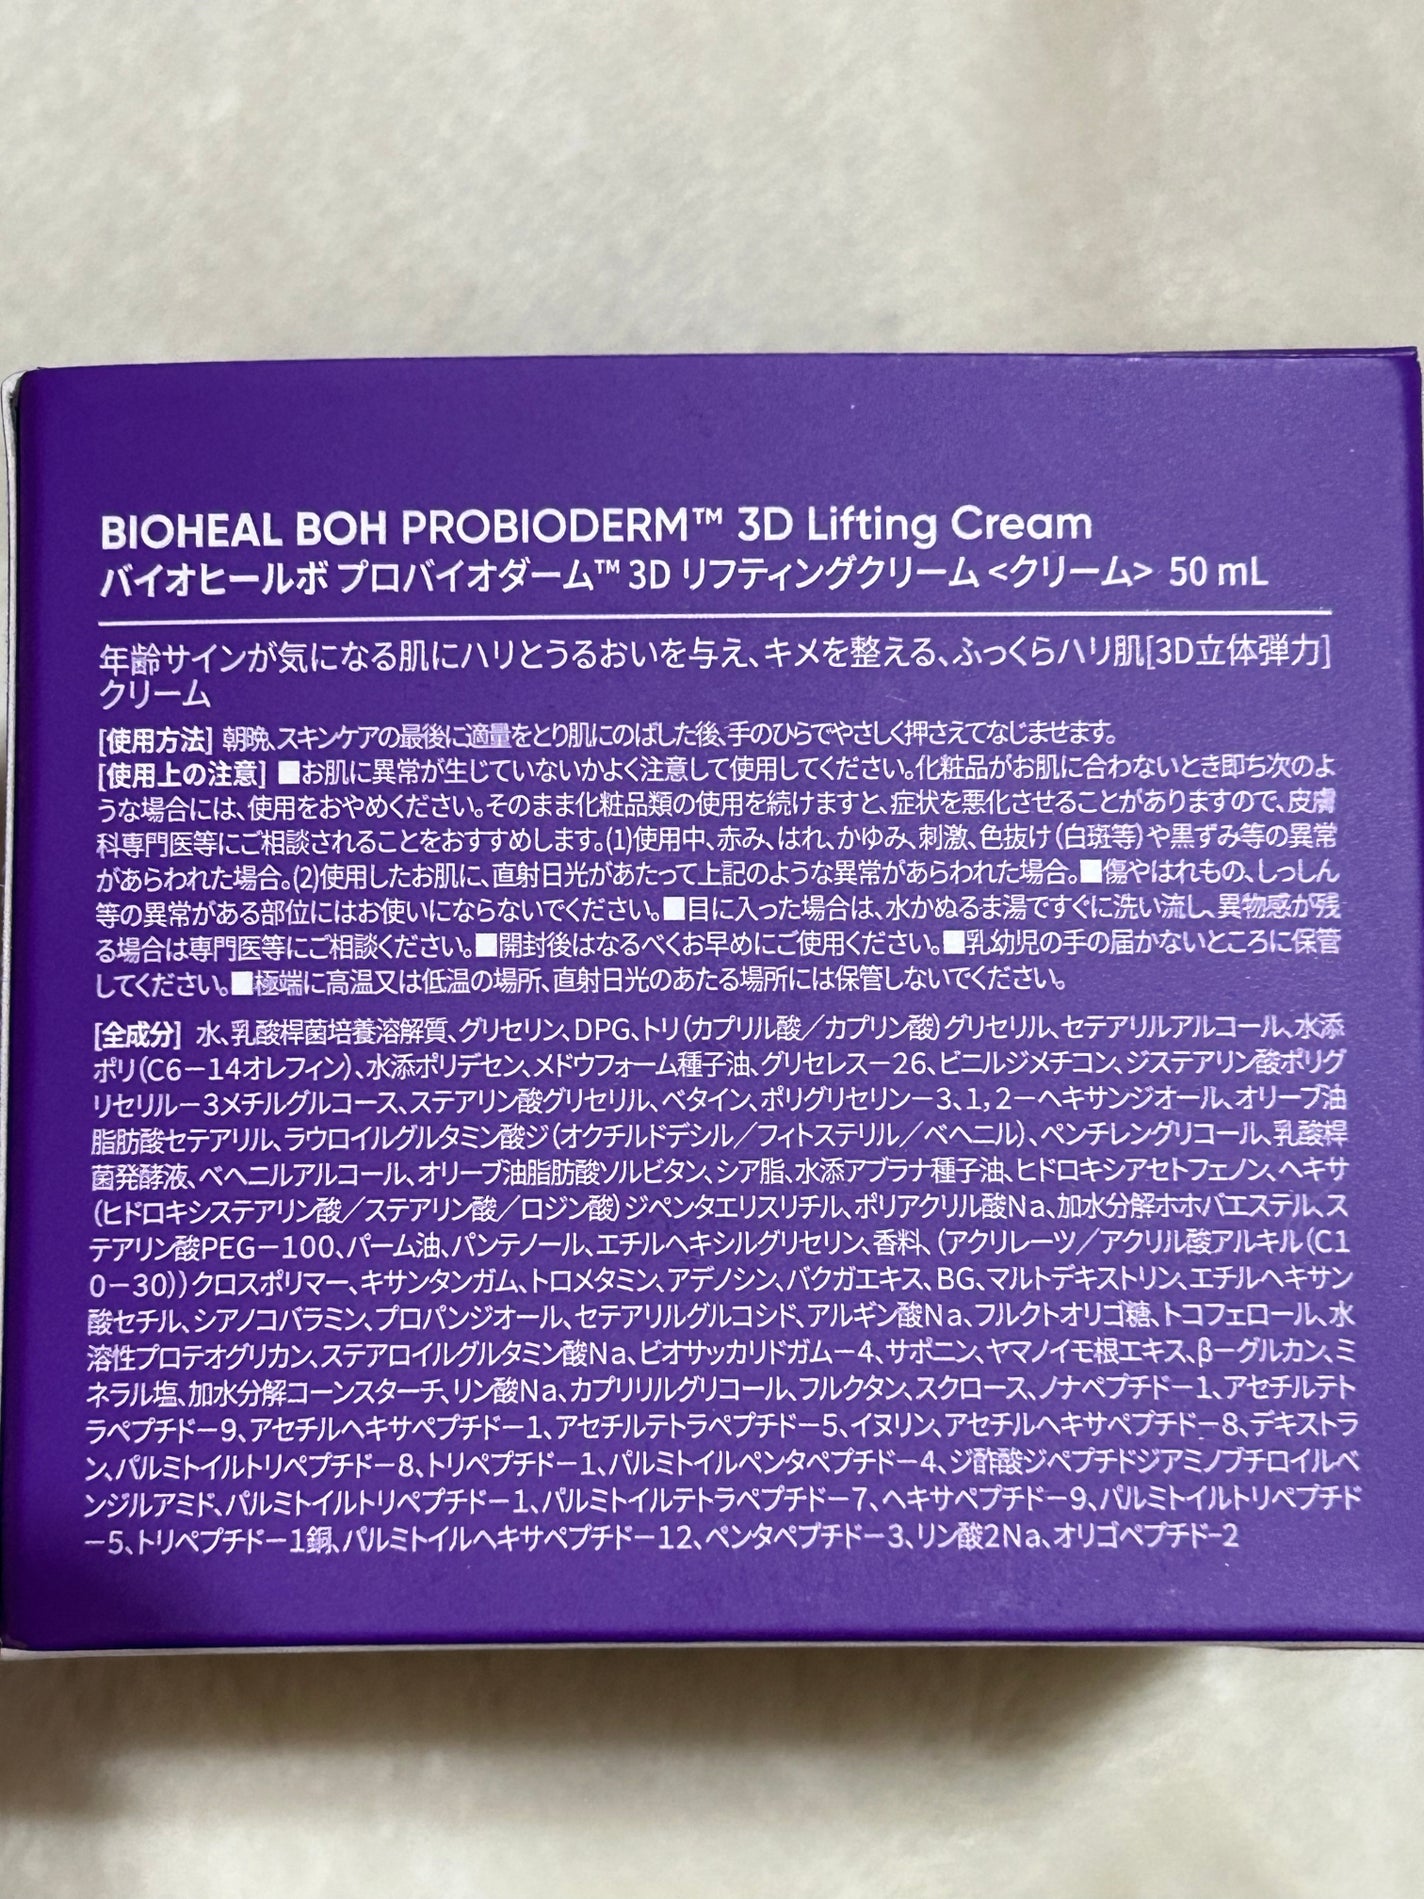 BIOHEAL BOH PROBIODERM™ 3D Lifting Cream
バイオヒールボ プロバイオダーム™ 3D リフティングクリーム <クリーム> 50 mL
年齢サインが気になる肌にハリとうるおいを与え、キメを整える、ふっくらハリ肌[3D立体弾力]
クリーム
[使用方法] 朝晩、スキンケアの最後に適量をとり肌にのばした後、手のひらでやさしく押さえてなじませます。
[使用上の注意] ■お肌に異常が生じていないかよく注意して使用してください。化粧品がお肌に合わないとき即ち次のよ
うな場合には、使用をおやめください。そのまま化粧品類の使用を続けますと、症状を悪化させることがありますので、皮膚
科専門医等にご相談されることをおすすめします。(1)使用中、赤み、はれ、かゆみ、刺激、色抜け(白斑等)や黒ずみ等の異常
があらわれた場合。(2)使用したお肌に、直射日光があたって上記のような異常があらわれた場合。■傷やはれもの、しっしん
等の異常がある部位にはお使いにならないでください。■目に入った場合は、水かぬるま湯ですぐに洗い流し、異物感が残
る場合は専門医等にご相談ください。■開封後はなるべくお早めにご使用ください。■乳幼児の手の届かないところに保管
してください。■極端に高温又は低温の場所、直射日光のあたる場所には保管しないでください。
[全成分] 水、乳酸桿菌培養溶解質、グリセリン、DPG、トリ(カプリル酸／カプリン酸)グリセリル、セテアリルアルコール、水添
ポリ(C6－14オレフィン)、水添ポリデセン、メドウフォーム種子油、グリセレス－26、ビニルジメチコン、ジステアリン酸ポリグ
リセリル－3メチルグルコース、ステアリン酸グリセリル、ベタイン、ポリグリセリン－3、1，2－ヘキサンジオール、オリーブ油
脂肪酸セテアリル、ラウロイルグルタミン酸ジ(オクチルドデシル／フィトステリル／ベヘニル)、ペンチレングリコール、乳酸桿
菌発酵液、ベヘニルアルコール、オリーブ油脂肪酸ソルビタン、シア脂、水添アブラナ種子油、ヒドロキシアセトフェノン、ヘキサ
(ヒドロキシステアリン酸／ステアリン酸／ロジン酸)ジペンタエリスリチル、ポリアクリル酸Na、加水分解ホホバエステル、ス
テアリン酸PEG－100、パーム油、パンテノール、エチルヘキシルグリセリン、香料、(アクリレーツ／アクリル酸アルキル(C1
0－30))クロスポリマー、キサンタンガム、トロメタミン、アデノシン、バクガエキス、BG、マルトデキストリン、エチルヘキサン
酸セチル、シアノコバラミン、プロパンジオール、セテアリルグルコシド、アルギン酸Na、フルクトオリゴ糖、トコフェロール、水
溶性プロテオグリカン、ステアロイルグルタミン酸Na、ビオサッカリドガム－4、サポニン、ヤマノイモ根エキス、β－グルカン、ミ
ネラル塩、加水分解コーンスターチ、リン酸Na、カプリリルグリコール、フルクタン、スクロース、ノナペプチド－1、アセチルテト
ラペプチド－9、アセチルヘキサペプチド－1、アセチルテトラペプチド－5、イヌリン、アセチルヘキサペプチド－8、デキストラ
ン、パルミトイルトリペプチド－8、トリペプチド－1、パルミトイルペンタペプチド－4、ジ酢酸ジペプチドジアミノブチロイルベ
ンジルアミド、パルミトイルトリペプチド－1、パルミトイルテトラペプチド－7、ヘキサペプチド－9、パルミトイルトリペプチド
－5、トリペプチド－1銅、パルミトイルヘキサペプチド－12、ペンタペプチド－3、リン酸2Na、オリゴペプチド-2